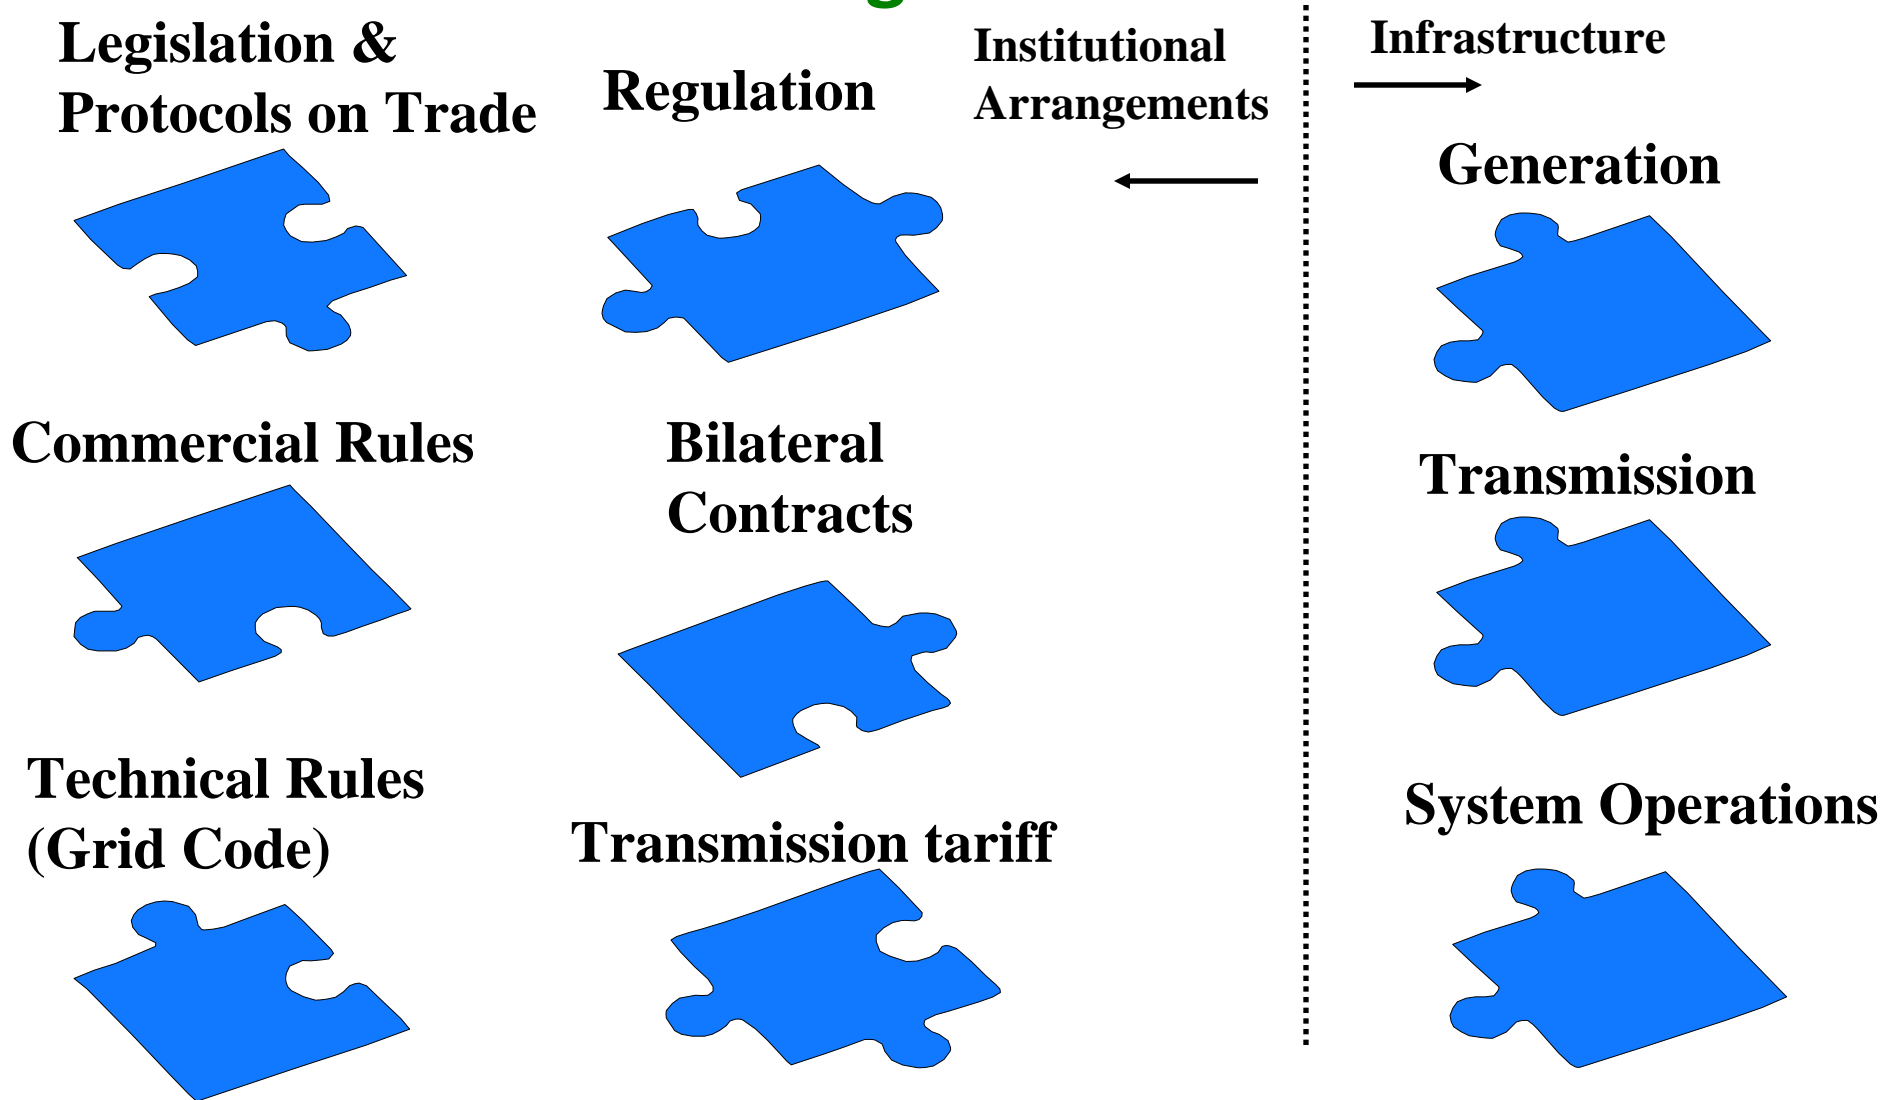 Legislation &
Protocols on Trade
Regulation
Institutional
Arrangements
Infrastructure
Generation
Commercial Rules
Bilateral
Contracts
Transmission
Technical Rules
(Grid Code)
Transmission tariff
System Operations